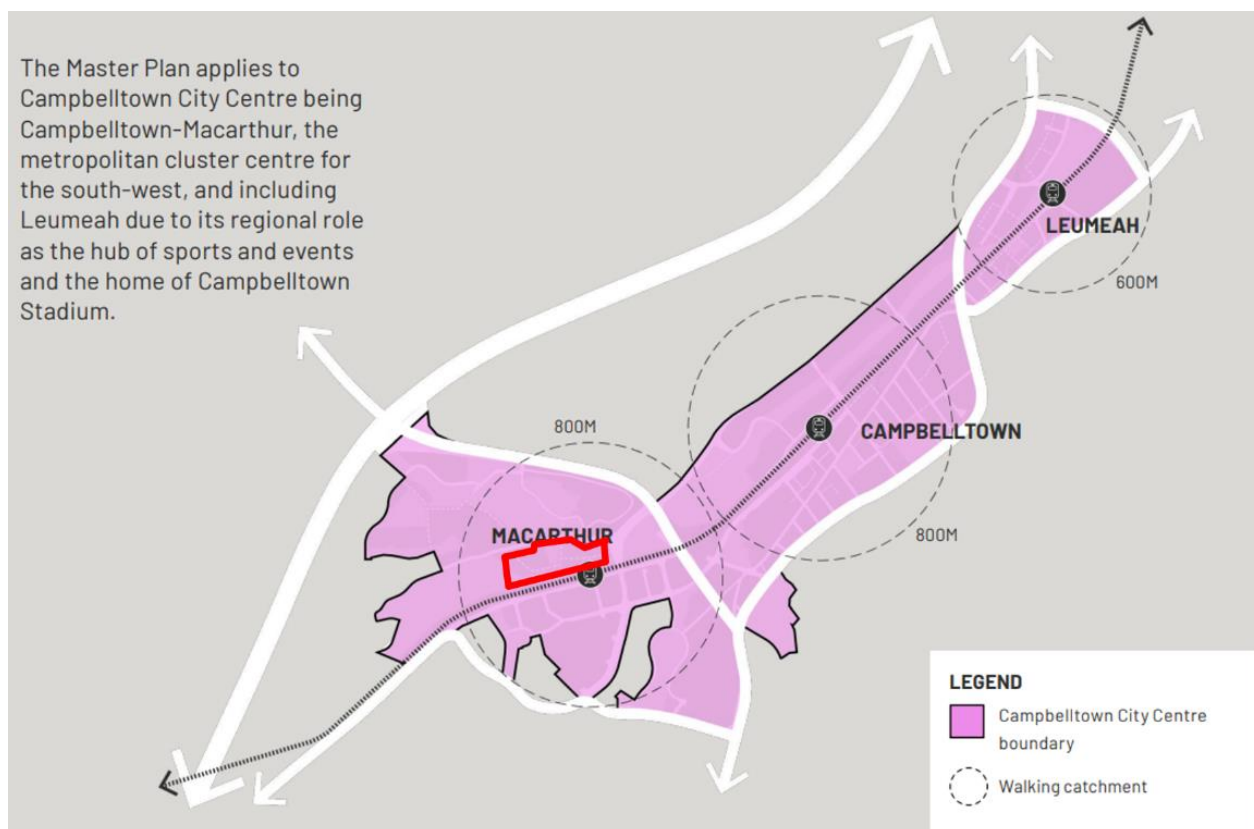 The Master Plan applies to
Campbelltown City Centre being
Campbelltown-Macarthur, the
metropolitan cluster centre for
the south-west, and including
Leumeah due to its regional role
as the hub of sports and events
and the home of Campbelltown
Stadium.
LEUMEAH
600M
CAMPBELLTOWN
800M
800M
MACARTHUR
LEGEND
Campbelltown City Centre
boundary
Walking catchment